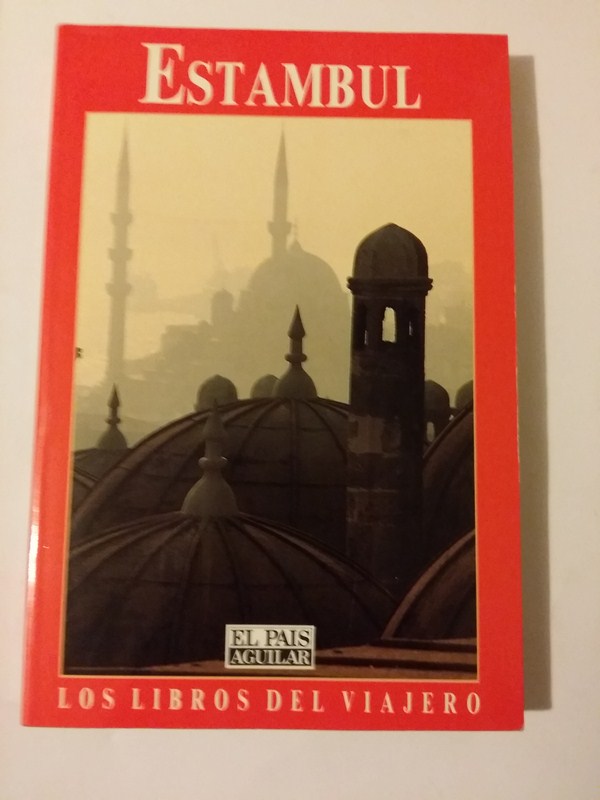 ESTAMBUL
EL PAIS
AGUILAR
LOS LIBROS DEL VIAJERO